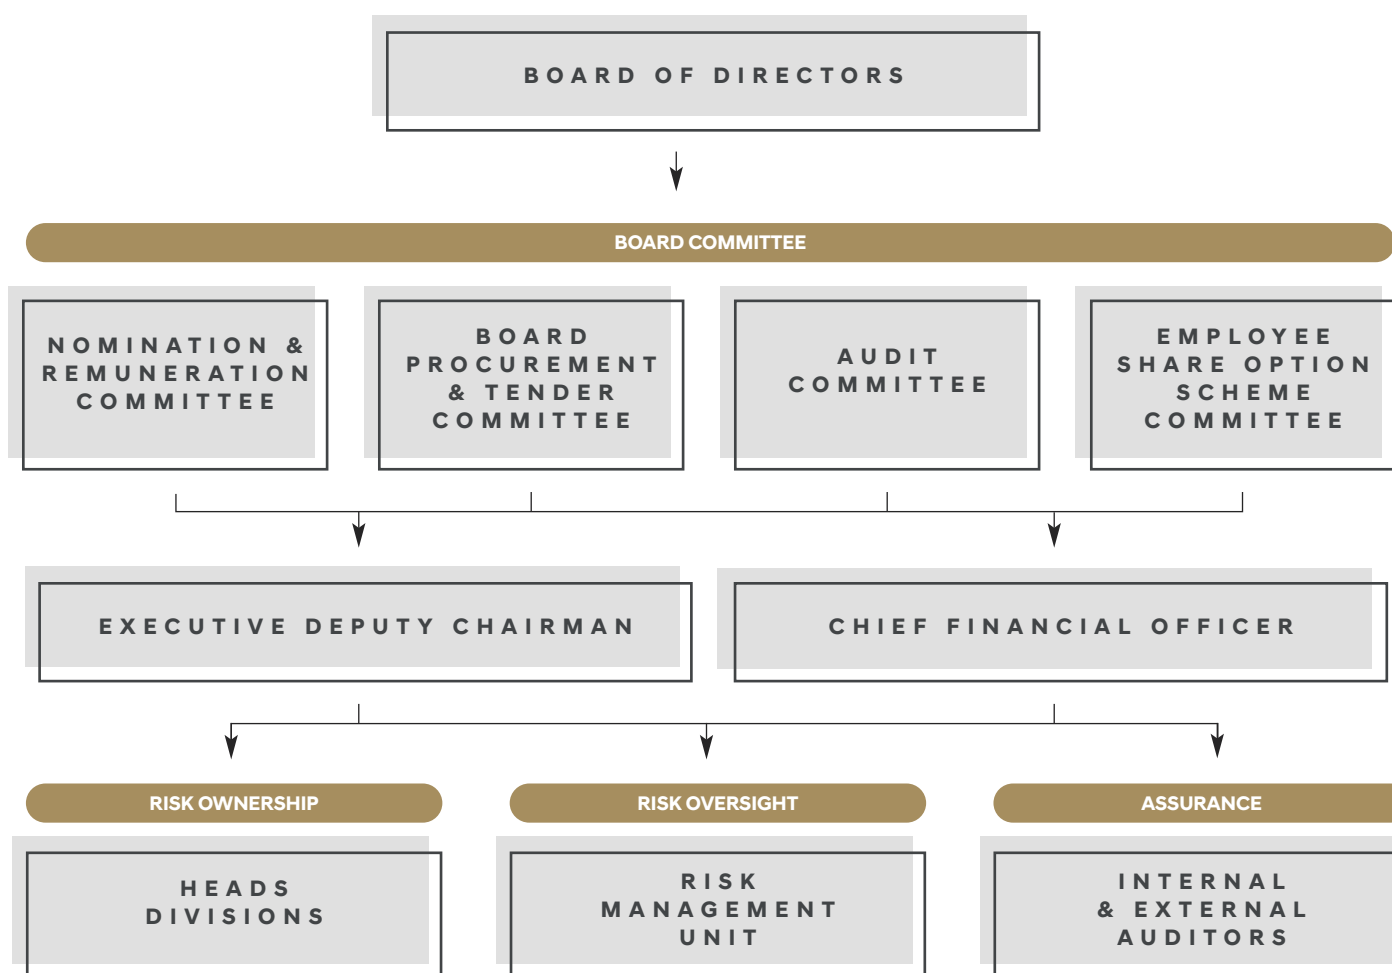 BOARD OF DIRECTORS
BOARD COMMITTEE
NOMINATION &
REMUNERATION
COMMITTEE
BOARD
PROCUREMENT
& TENDER
COMMITTEE
AUDIT
COMMITTEE
EMPLOYEE
SHARE OPTION
SCHEME
COMMITTEE
EXECUTIVE DEPUTY CHAIRMAN
CHIEF FINANCIAL OFFICER
RISK OWNERSHIP
RISK OVERSIGHT
ASSURANCE
HEADS
DIVISIONS
RISK
MANAGEMENT
UNIT
INTERNAL
& EXTERNAL
AUDITORS